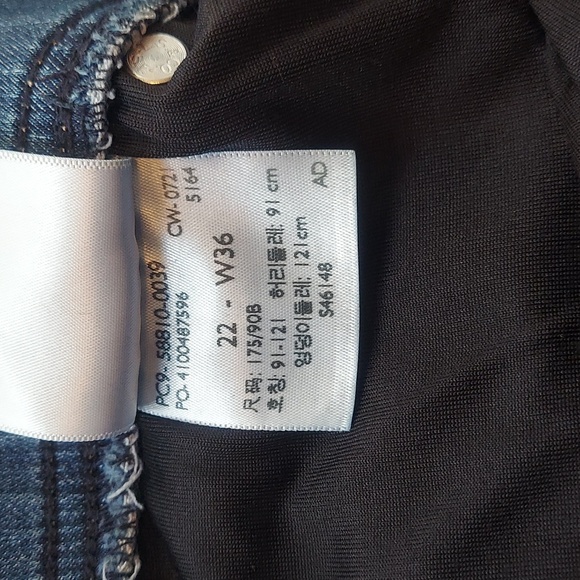 PC9- 58810-0039 CW- 0721
PO- 4100487596 5164
22 - W36
尺码: 175/90B
호칭: 91-121 허리둘레: 91 cm
엉덩이둘레: 121cm
S46148 AD